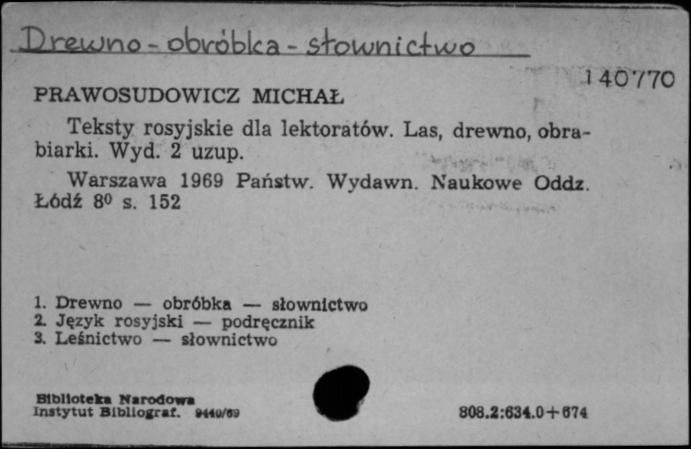 Drewno - obróbka - słownictwo
140770
PRAWOSUDOWICZ MICHAŁ
Teksty rosyjskie dla lektoratów. Las, drewno, obra-
biarki. Wyd. 2 uzup.
Warszawa 1969 Państw. Wydawn. Naukowe Oddz.
Łódź 8⁰ s. 152
1. Drewno — obróbka — słownictwo
2. Język rosyjski — podręcznik
3. Leśnictwo — słownictwo
Biblioteka Narodowa
Instytut Bibliograf. 9440/69
808.2:634.0+674